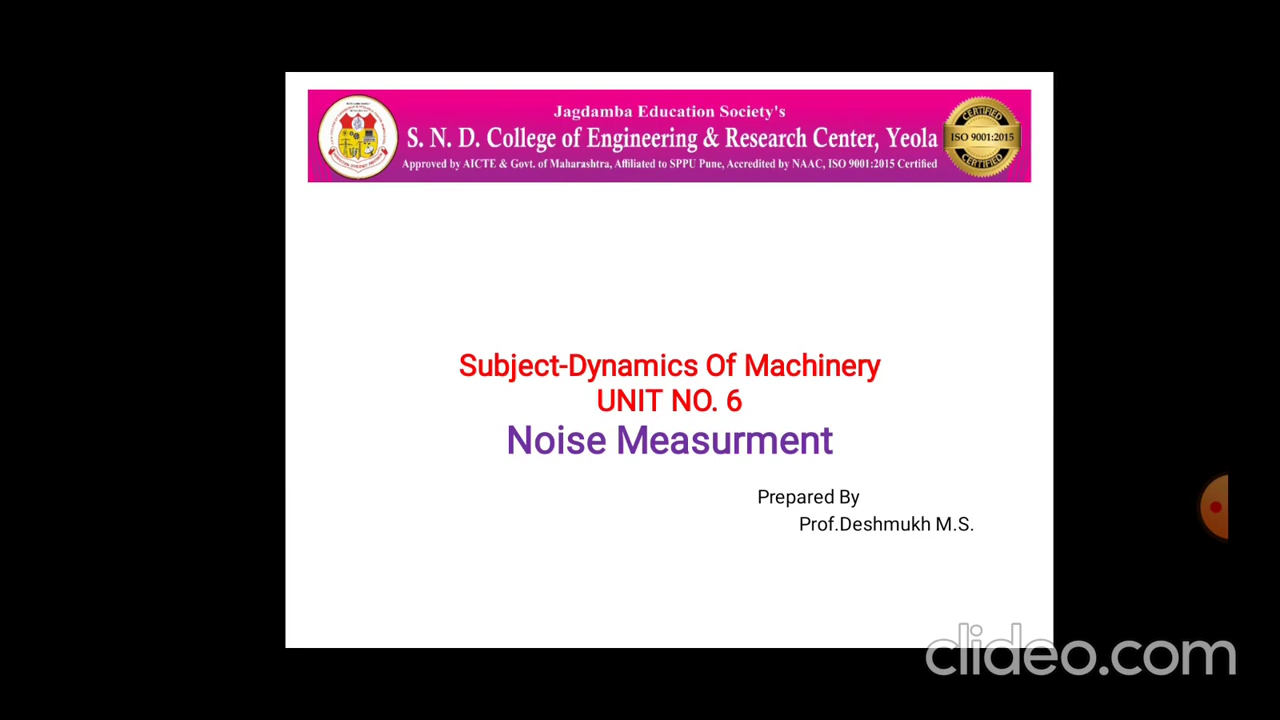 Jagdamba Education Society's
S. N. D. College of Engineering & Research Center, Yeola
Approved by AICTE & Govt. of Maharashtra, Affiliated to SPPU Pune, Accredited by NAAC, ISO 9001:2015 Certified
CERTIFIED
ISO 9001:2015
CERTIFIED
Subject-Dynamics Of Machinery
UNIT NO. 6
Noise Measurment
Prepared By
Prof.Deshmukh M.S.
clideo.com